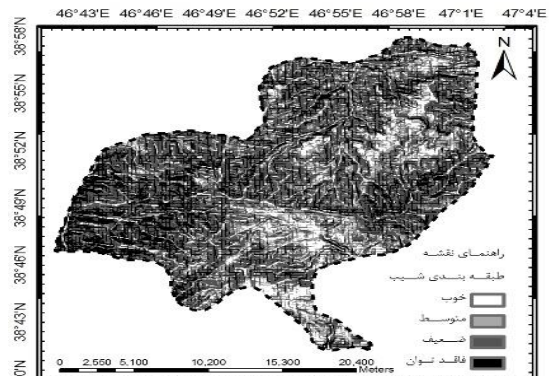 46°43'E 46°46'E 46°49'E 46°52'E 46°55'E 46°58'E 47°1'E 47°4'E
38°58'N
38°55'N
38°52'N
38°49'N
38°46'N
38°43'N
0'N
N
راهنمای نقشه
طبقه بندی شیب
خوب
متوسط
ضعیف
فاقد توان
0 2,550 5,100 10,200 15,300 20,400
Meters